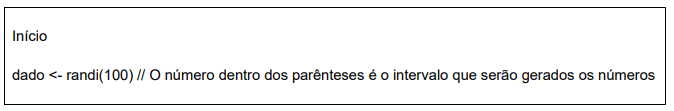 Início
dado <- randi(100) // O número dentro dos parênteses é o intervalo que serão gerados os números